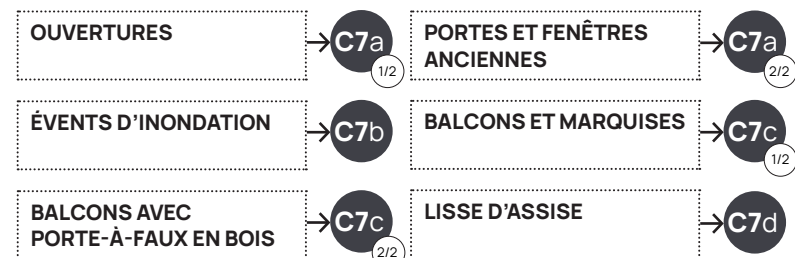 OUVERTURES → C7a 1/2
PORTES ET FENÊTRES
ANCIENNES → C7a 2/2
ÉVENTS D'INONDATION → C7b
BALCONS ET MARQUISES → C7c 1/2
BALCONS AVEC
PORTE-À-FAUX EN BOIS → C7c 2/2
LISSE D'ASSISE → C7d